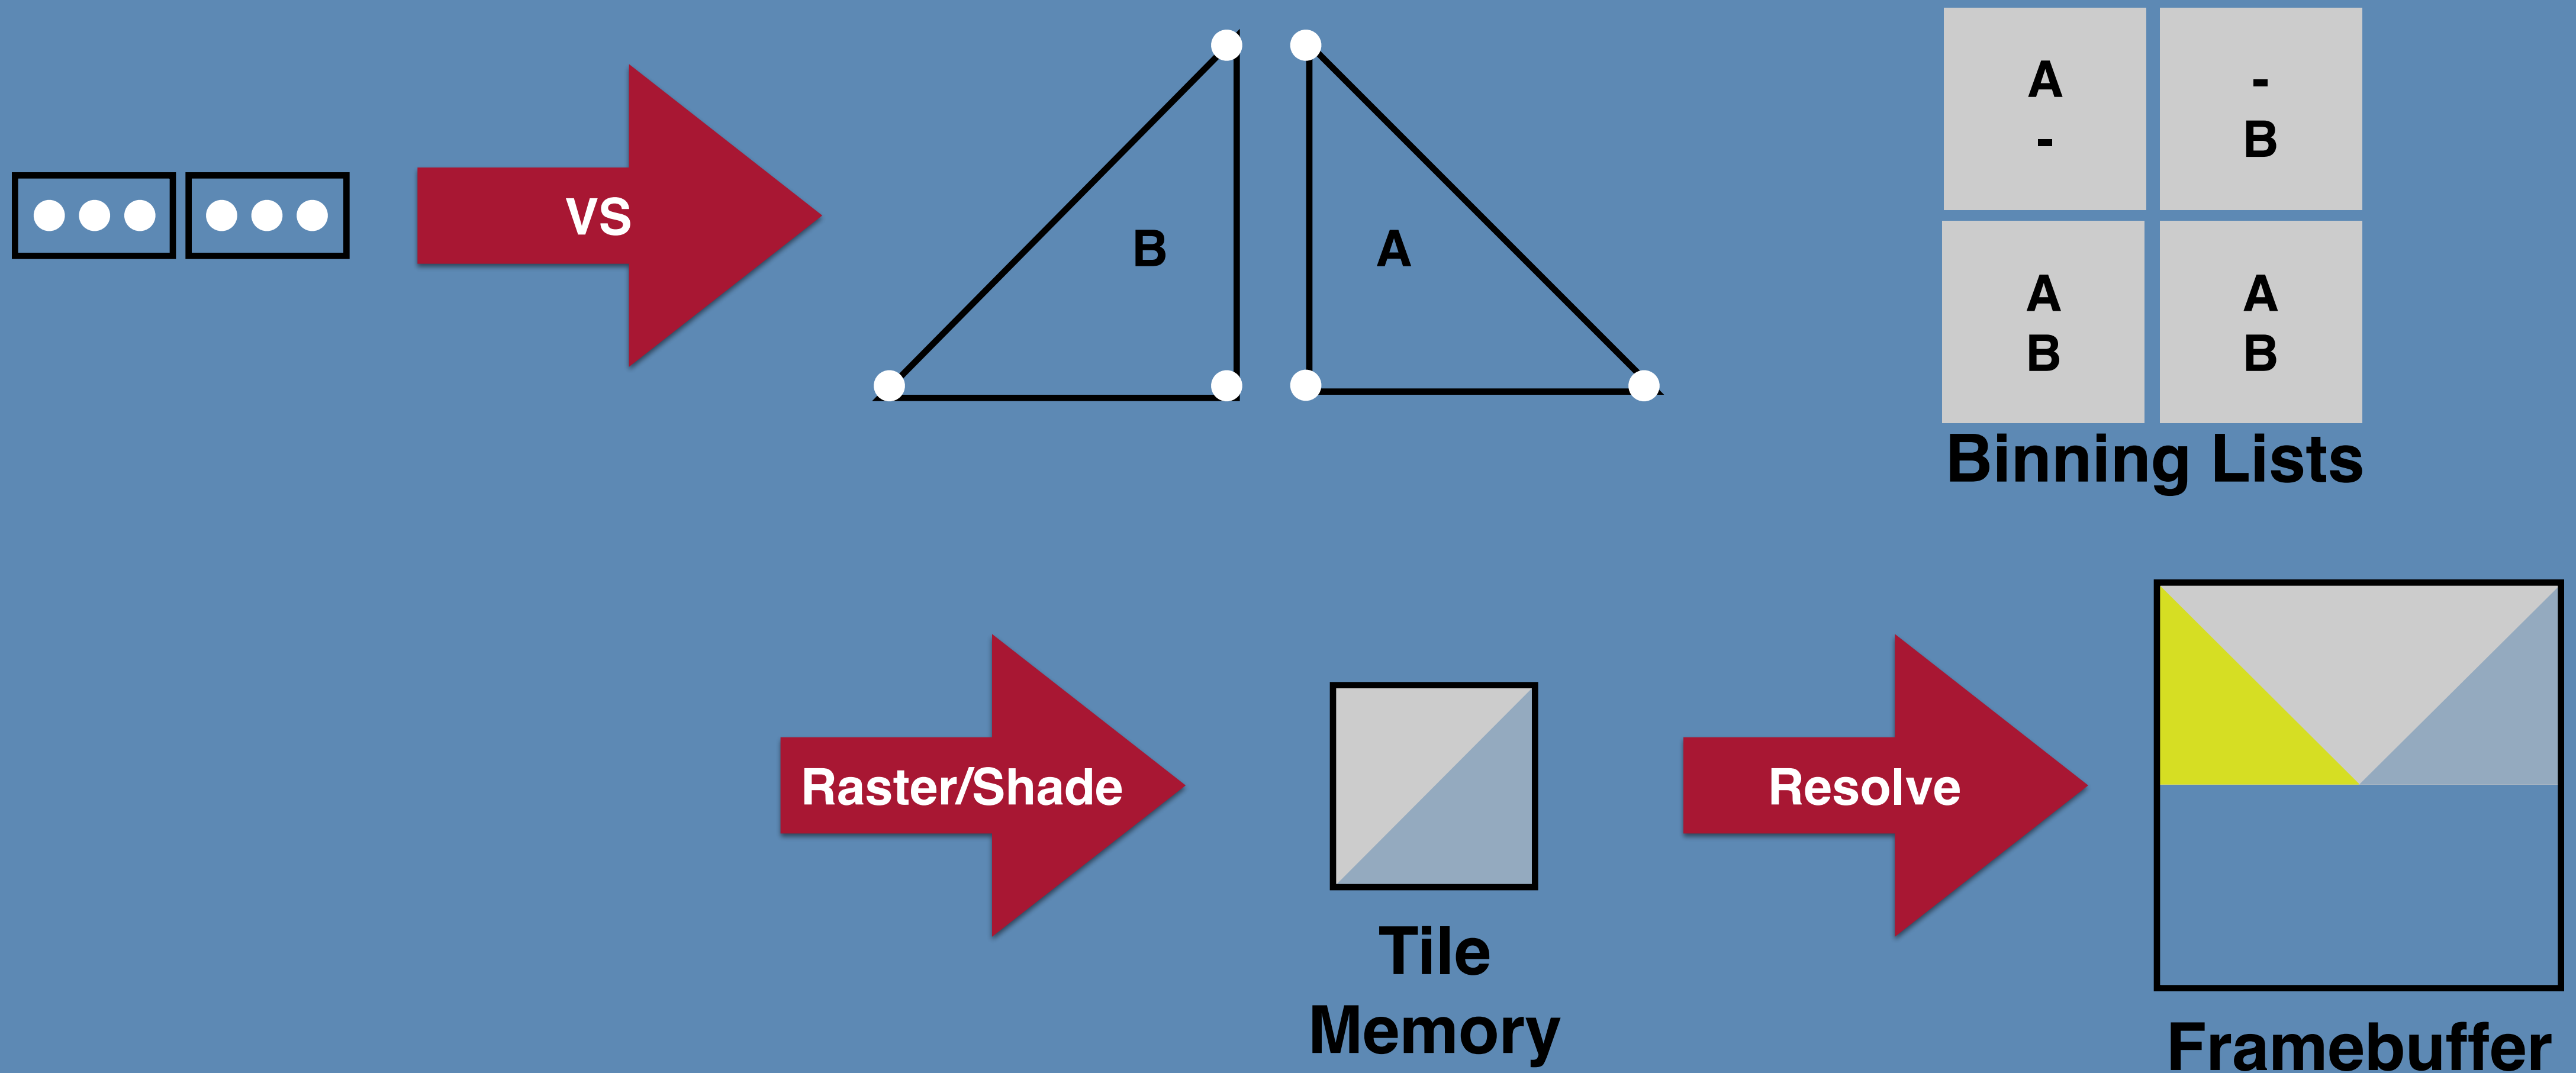 VS
B
A
A
-
-
B
A
B
A
B
Binning Lists
Raster/Shade
Tile
Memory
Resolve
Framebuffer